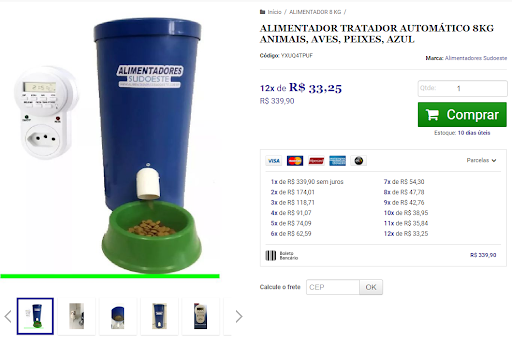 Início / ALIMENTADOR 8 KG /
ALIMENTADOR TRATADOR AUTOMÁTICO 8KG
ANIMAIS, AVES, PEIXES, AZUL
Código: YXUQ4TPUF
Marca: Alimentadores Sudoeste
12x de R$ 33,25
R$ 339,90
Qtde: 1
Comprar
Estoque: 10 dias úteis
ALIMENTADORES
SUDOESTE
VISA
Parcelas
1x de R$ 339,90 sem juros
2x de R$ 174,01
3x de R$ 118,71
4x de R$ 91,07
5x de R$ 74,09
6x de R$ 62,59
7x de R$ 54,30
8x de R$ 47,78
9x de R$ 42,76
10x de R$ 38,95
11x de R$ 35,84
12x de R$ 33,25
Boleto
Bancário
R$ 339,90
Calcule o frete
CEP
OK